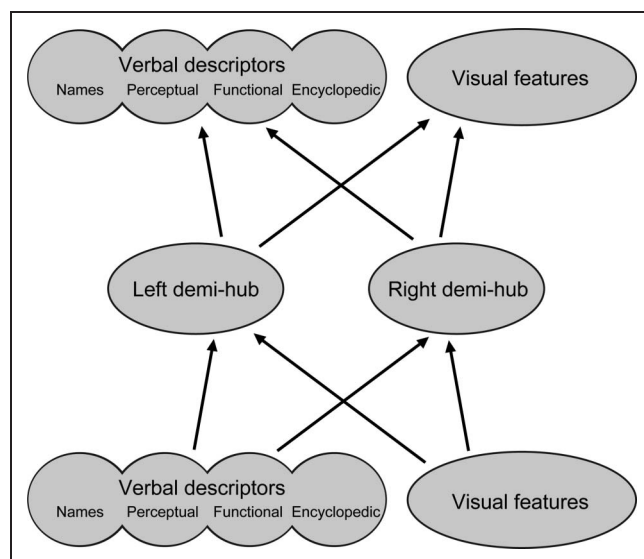 Verbal descriptors
Names Perceptual Functional Encyclopedic
Visual features
Left demi-hub
Right demi-hub
Verbal descriptors
Names Perceptual Functional Encyclopedic
Visual features